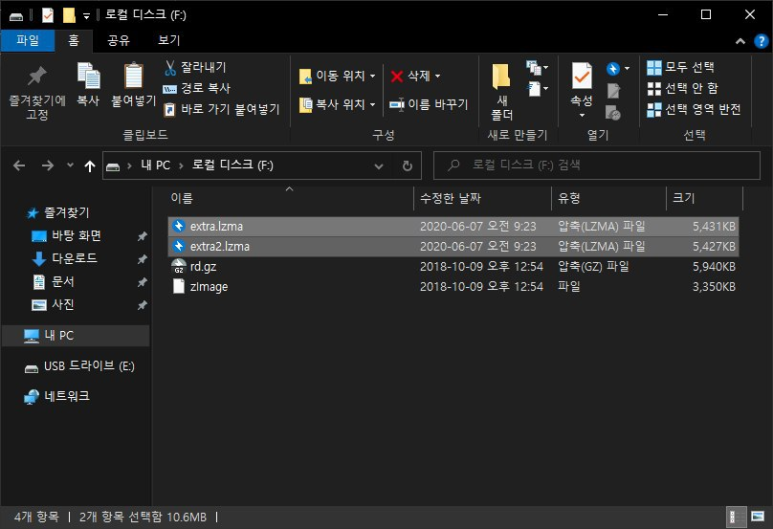 로컬 디스크 (F:)
파일 홈 공유 보기
즐겨찾기에 고정
복사
붙여넣기
잘라내기
경로 복사
바로 가기 붙여넣기
클립보드
이동 위치
복사 위치
삭제
이름 바꾸기
구성
새 폴더
새로 만들기
속성
열기
모두 선택
선택 안 함
선택 영역 반전
선택
내 PC > 로컬 디스크 (F:)
로컬 디스크 (F:) 검색
이름 수정한 날짜 유형 크기
extra.lzma 2020-06-07 오전 9:23 압축(LZMA) 파일 5,431KB
extra2.lzma 2020-06-07 오전 9:23 압축(LZMA) 파일 5,427KB
rd.gz 2018-10-09 오후 12:54 압축(GZ) 파일 5,940KB
zImage 2018-10-09 오후 12:54 파일 3,350KB
즐겨찾기
바탕 화면
다운로드
문서
사진
내 PC
USB 드라이브 (E:)
네트워크
4개 항목 | 2개 항목 선택함 10.6MB |